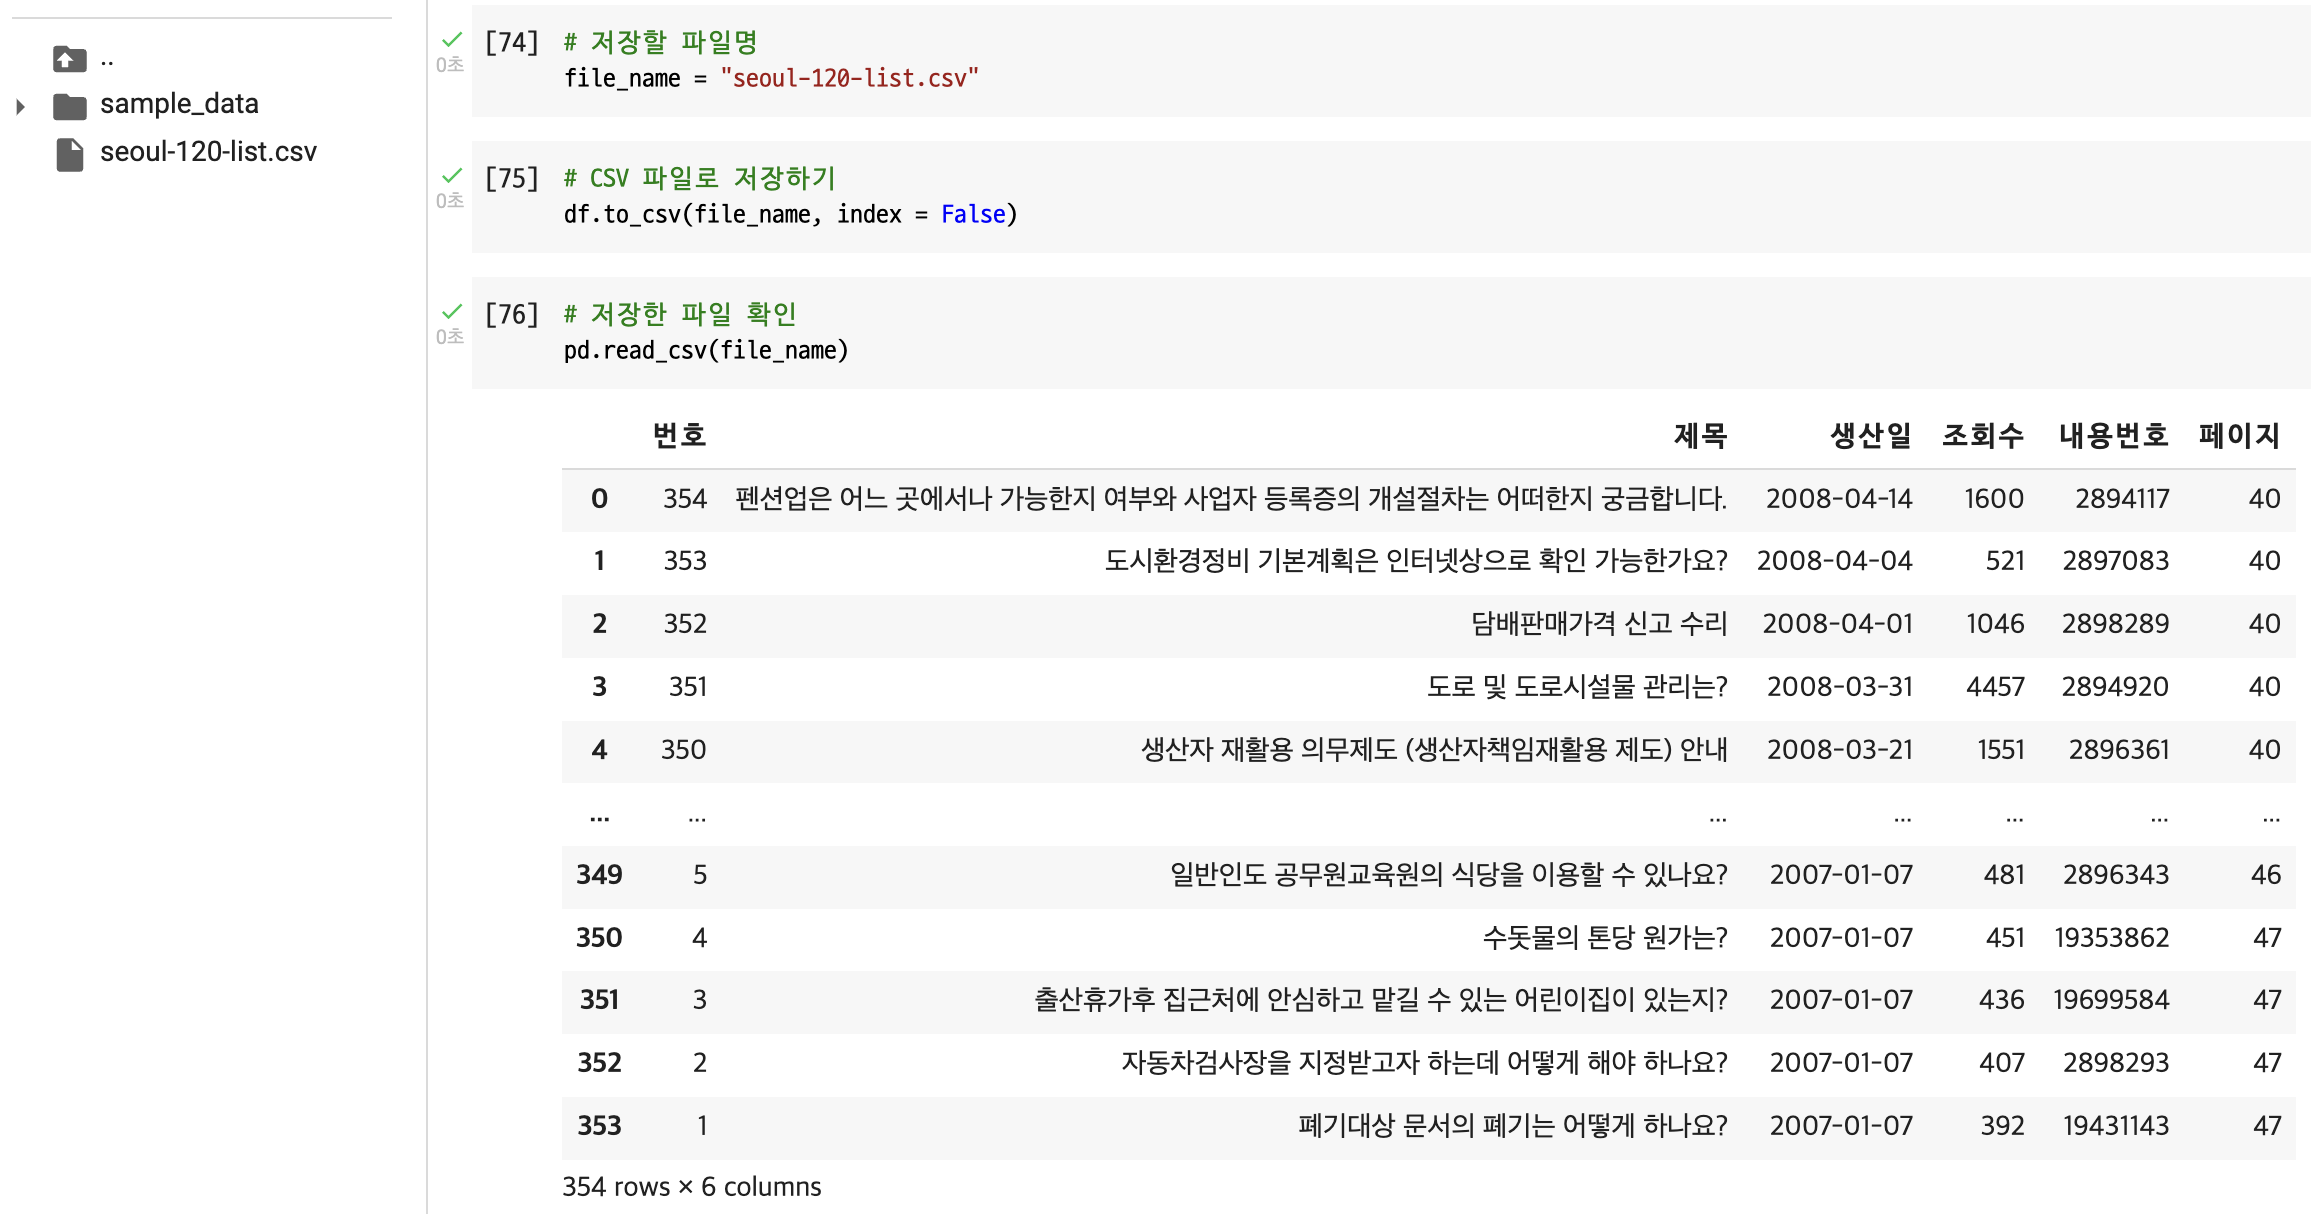 ..
sample_data
seoul-120-list.csv
[74] # 저장할 파일명
0초
file_name = "seoul-120-list.csv"
[75] # CSV 파일로 저장하기
0초
df.to_csv(file_name, index = False)
[76] # 저장한 파일 확인
0초
pd.read_csv(file_name)
번호 제목 생산일 조회수 내용번호 페이지
0 354 펜션업은 어느 곳에서나 가능한지 여부와 사업자 등록증의 개설절차는 어떠한지 궁금합니다. 2008-04-14 1600 2894117 40
1 353 도시환경정비 기본계획은 인터넷상으로 확인 가능한가요? 2008-04-04 521 2897083 40
2 352 담배판매가격 신고 수리 2008-04-01 1046 2898289 40
3 351 도로 및 도로시설물 관리는? 2008-03-31 4457 2894920 40
4 350 생산자 재활용 의무제도 (생산자책임재활용 제도) 안내 2008-03-21 1551 2896361 40
... ... ... ... ... ... ...
349 5 일반인도 공무원교육원의 식당을 이용할 수 있나요? 2007-01-07 481 2896343 46
350 4 수돗물의 톤당 원가는? 2007-01-07 451 19353862 47
351 3 출산휴가후 집근처에 안심하고 맡길 수 있는 어린이집이 있는지? 2007-01-07 436 19699584 47
352 2 자동차검사장을 지정받고자 하는데 어떻게 해야 하나요? 2007-01-07 407 2898293 47
353 1 폐기대상 문서의 폐기는 어떻게 하나요? 2007-01-07 392 19431143 47
354 rows × 6 columns